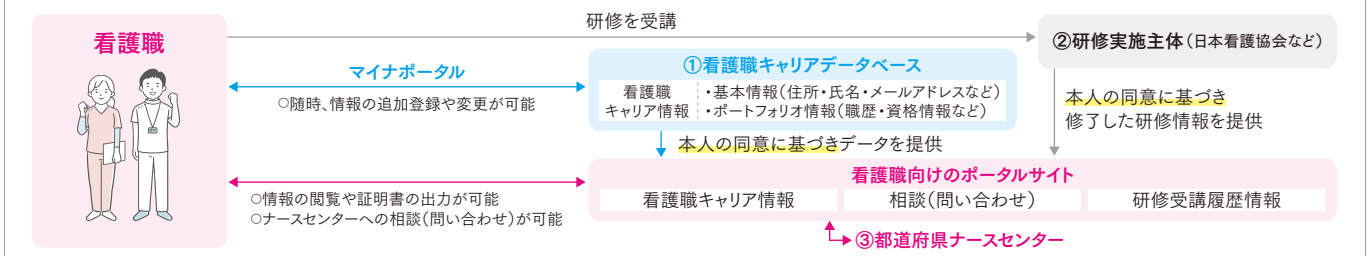 研修を受講
看護職
②研修実施主体(日本看護協会など)
マイナポータル
○随時、情報の追加登録や変更が可能
①看護職キャリアデータベース
看護職
キャリア情報
・基本情報(住所・氏名・メールアドレスなど)
・ポートフォリオ情報(職歴・資格情報など)
本人の同意に基づき
修了した研修情報を提供
本人の同意に基づきデータを提供
看護職向けのポータルサイト
看護職キャリア情報
相談(問い合わせ)
研修受講履歴情報
○情報の閲覧や証明書の出力が可能
○ナースセンターへの相談(問い合わせ)が可能
③都道府県ナースセンター